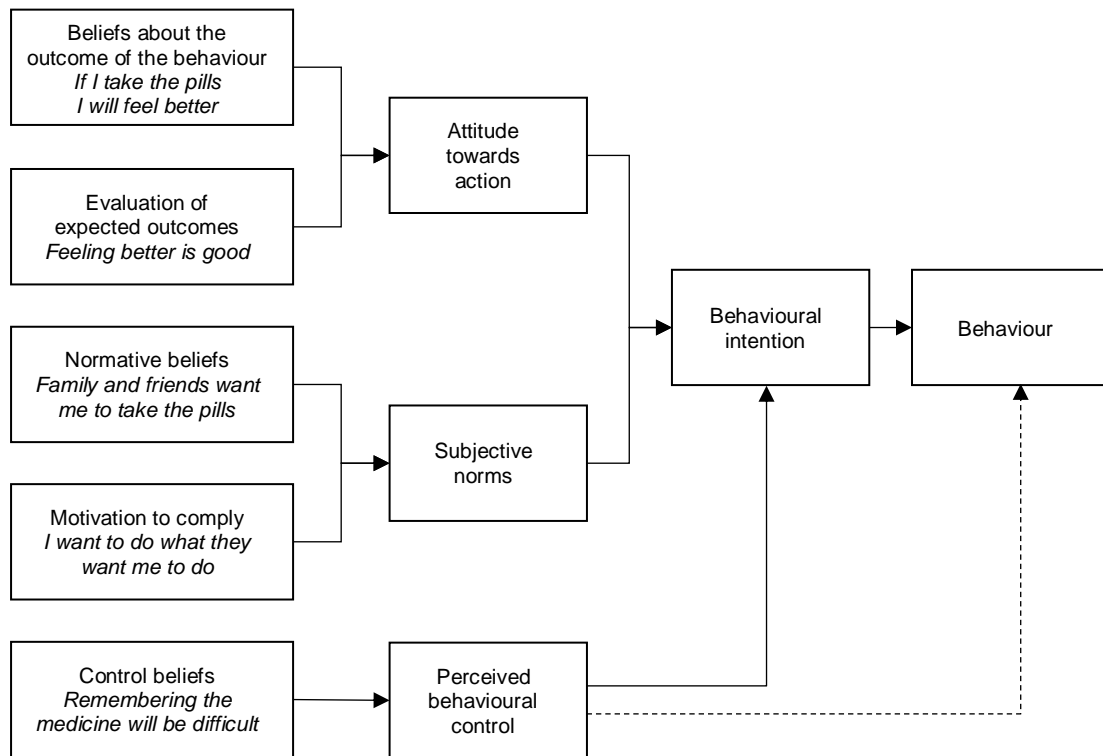 Beliefs about the
outcome of the behaviour
If I take the pills
I will feel better
Evaluation of
expected outcomes
Feeling better is good
Normative beliefs
Family and friends want
me to take the pills
Motivation to comply
I want to do what they
want me to do
Control beliefs
Remembering the
medicine will be difficult
Attitude
towards
action
Subjective
norms
Perceived
behavioural
control
Behavioural
intention
Behaviour